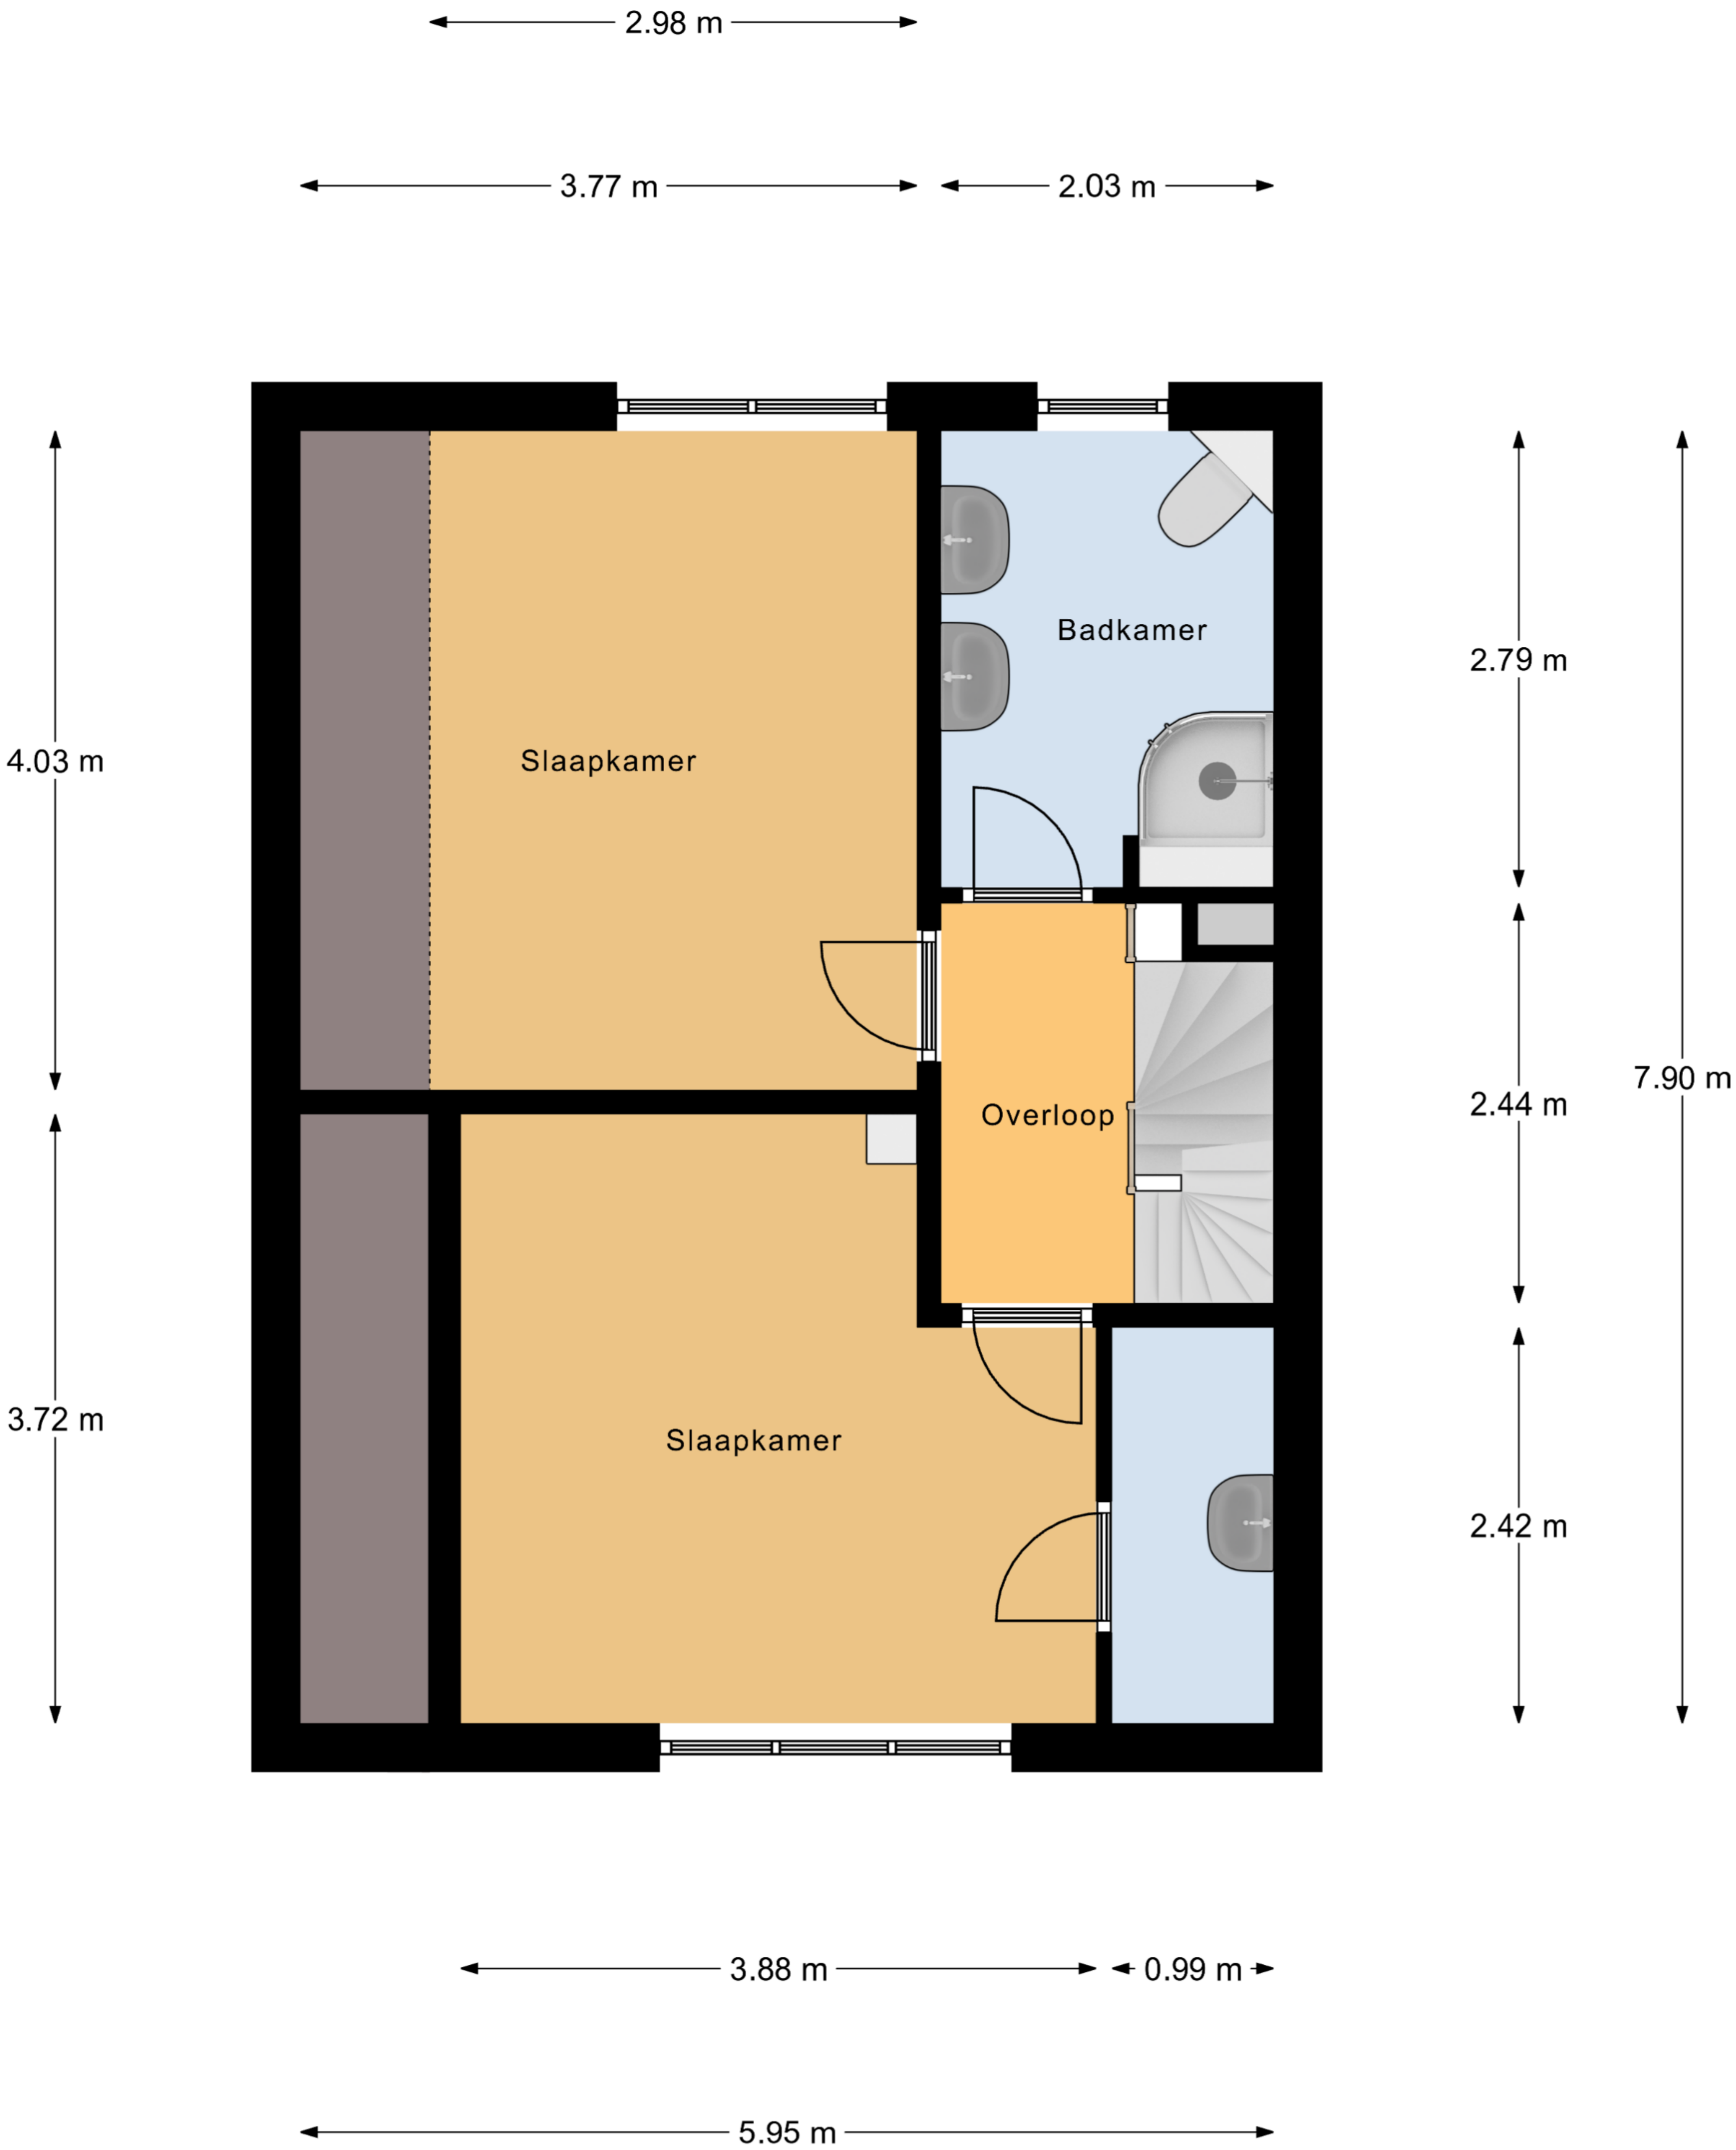 2.98 m
3.77 m
2.03 m
Badkamer
2.79 m
Slaapkamer
4.03 m
7.90 m
2.44 m
Overloop
3.72 m
Slaapkamer
2.42 m
3.88 m
0.99 m
5.95 m